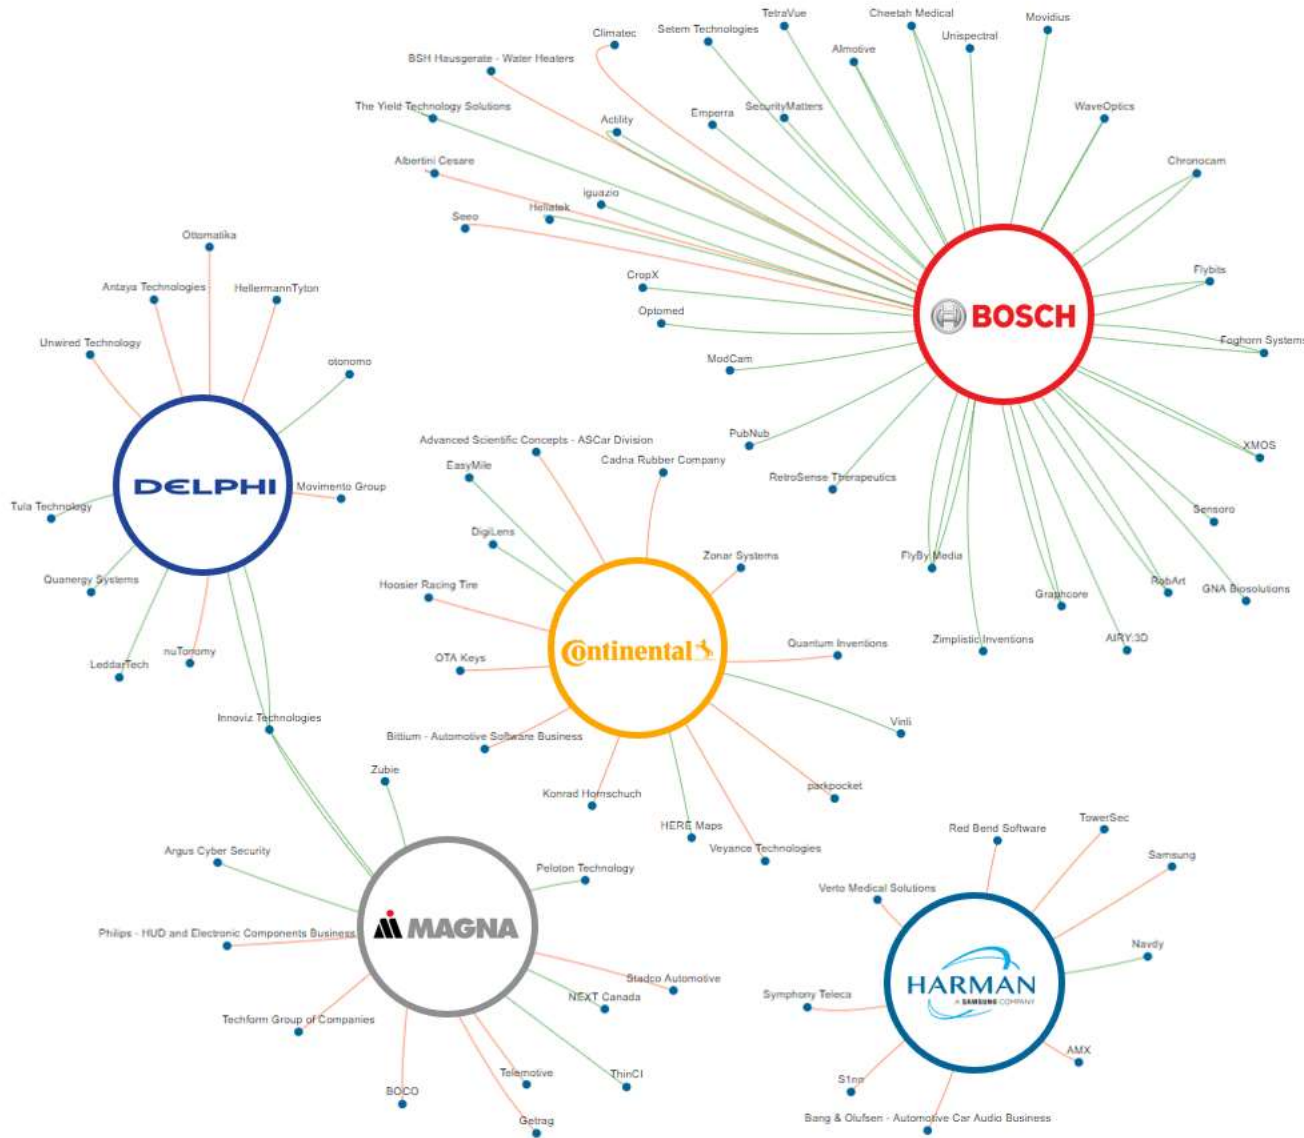 TetraVue
Cheetah Medical
Movidius
Climatec
Setem Technologies
Unispectral
AImotive
BSH Hausgerate - Water Heaters
The Yield Technology Solutions
SecurityMatters
WaveOptics
Emperra
Actility
Albertini Cesare
Chronocam
iguazio
Hellatek
Seeo
Ottomatika
CropX
Flybits
Antaya Technologies
HellermannTyton
Optomed
BOSCH
Foghorn Systems
Unwired Technology
otonomo
ModCam
PubNub
Advanced Scientific Concepts - ASCar Division
XMOS
EasyMile
Cadna Rubber Company
RetroSense Therapeutics
DELPHI
Movimento Group
Tula Technology
Sensoro
DigiLens
Zonar Systems
FlyBy Media
Quanergy Systems
Hoosier Racing Tire
Graphcore
RobArt
GNA Biosolutions
Zimplistic Inventions
AIRY:3D
nuTonomy
LeddarTech
OTA Keys
Continental
Quantum Inventions
Innoviz Technologies
Vinli
Bittium - Automotive Software Business
Zubie
Konrad Hornschuch
parkpocket
HERE Maps
Veyance Technologies
Red Bend Software
TowerSec
Argus Cyber Security
Peloton Technology
Samsung
Verto Medical Solutions
MAGNA
Philips - HUD and Electronic Components Business
Navdy
Stadco Automotive
NEXT Canada
Symphony Teleca
HARMAN
A SAMSUNG COMPANY
Techform Group of Companies
AMX
Telemotive
ThinCI
S1nn
BOCO
Getrag
Bang & Olufsen - Automotive Car Audio Business